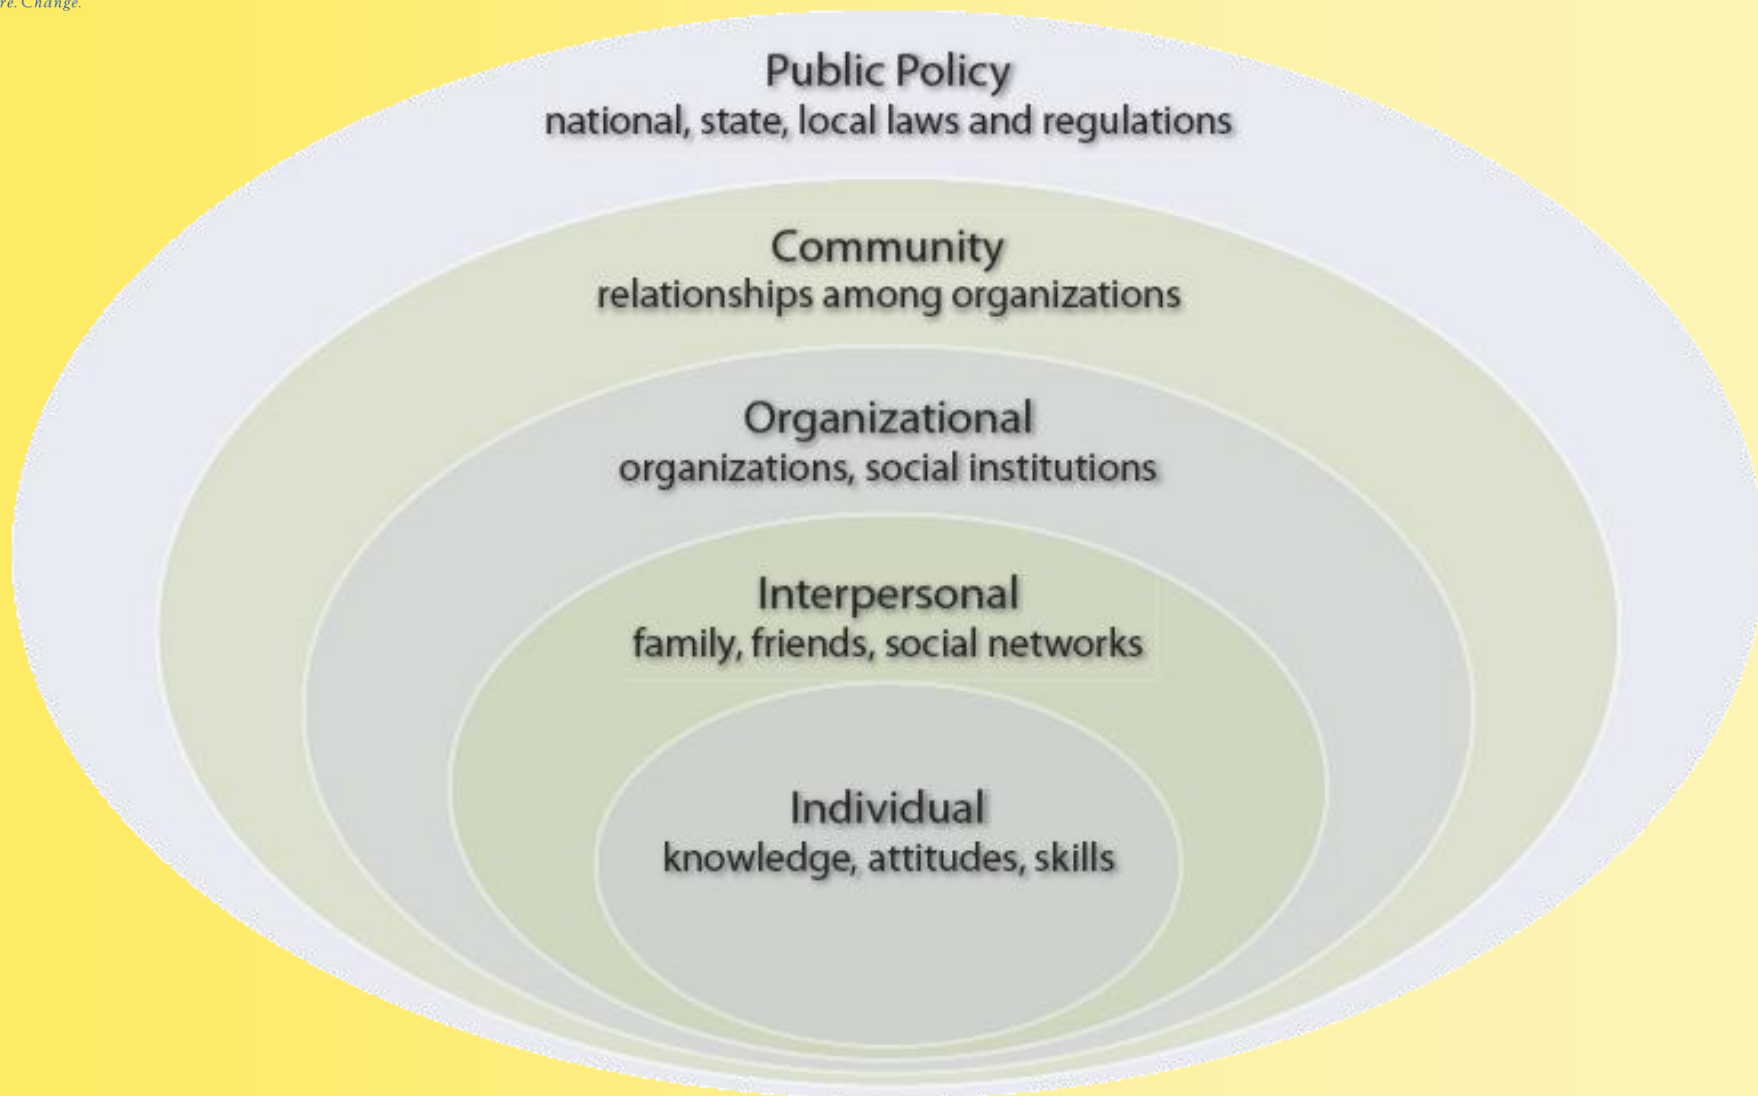 Change.
Public Policy
national, state, local laws and regulations
Community
relationships among organizations
Organizational
organizations, social institutions
Interpersonal
family, friends, social networks
Individual
knowledge, attitudes, skills